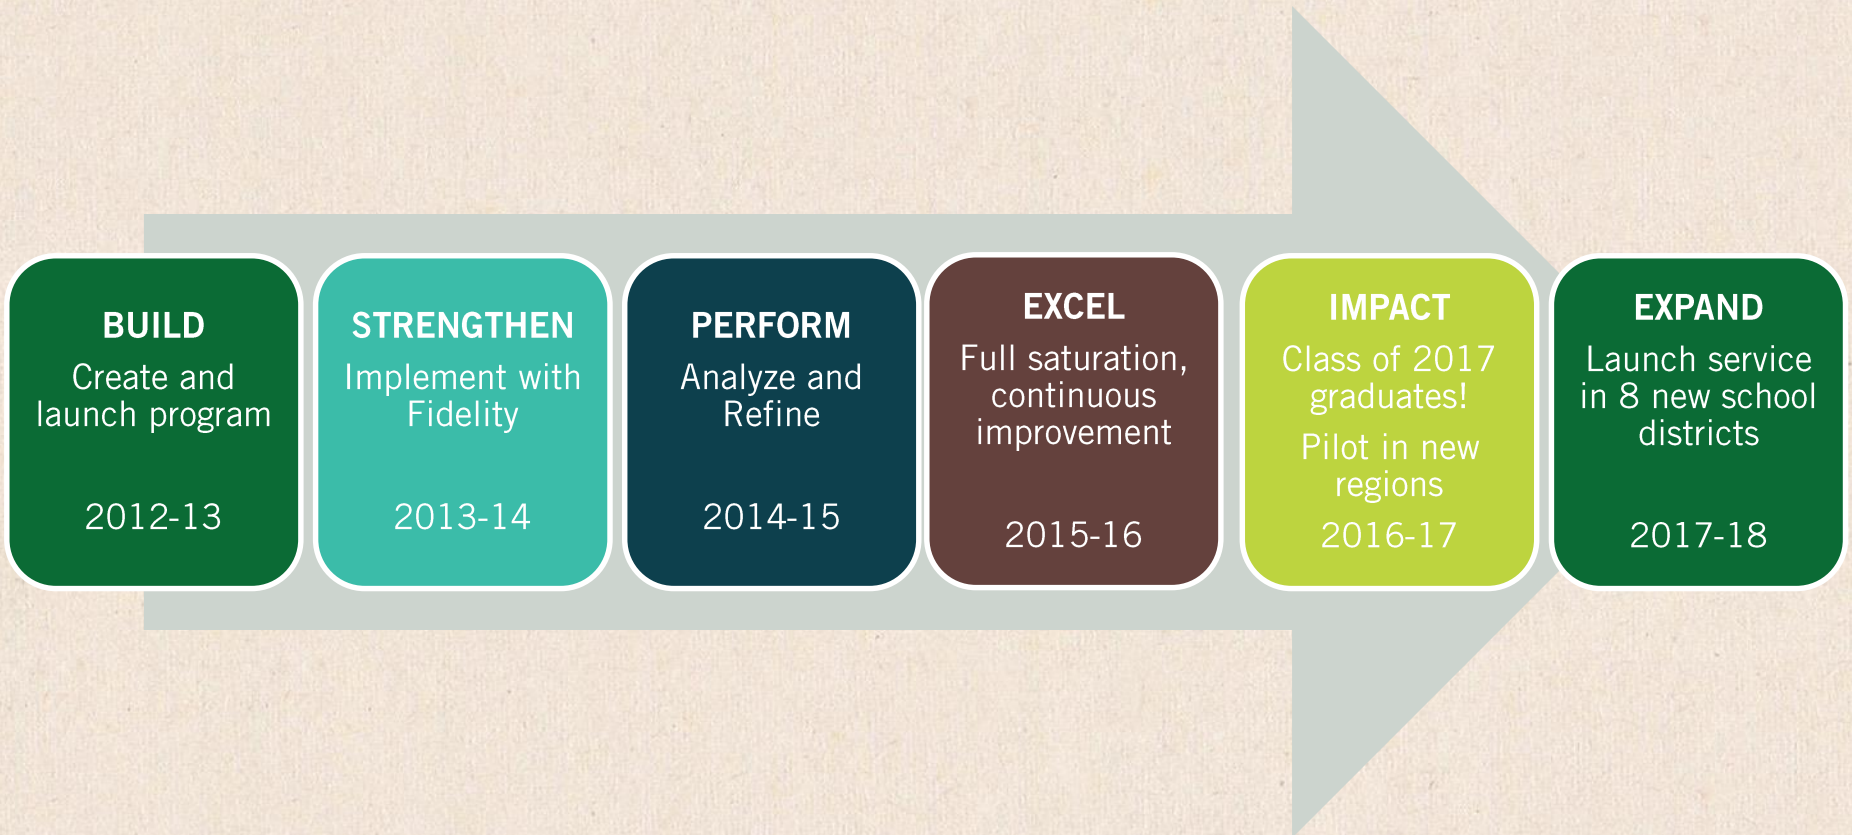 BUILD
Create and
launch program
2012-13
STRENGTHEN
Implement with
Fidelity
2013-14
PERFORM
Analyze and
Refine
2014-15
EXCEL
Full saturation,
continuous
improvement
2015-16
IMPACT
Class of 2017
graduates!
Pilot in new
regions
2016-17
EXPAND
Launch service
in 8 new school
districts
2017-18